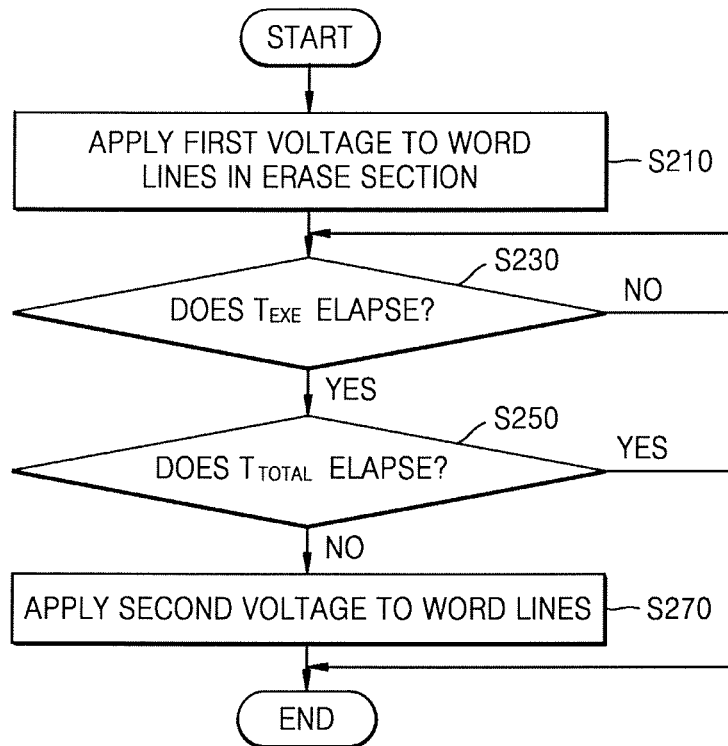 START
APPLY FIRST VOLTAGE TO WORD
LINES IN ERASE SECTION
S210
S230
DOES TEXE ELAPSE?
NO
YES
S250
DOES TTOTAL ELAPSE?
YES
NO
APPLY SECOND VOLTAGE TO WORD LINES
S270
END